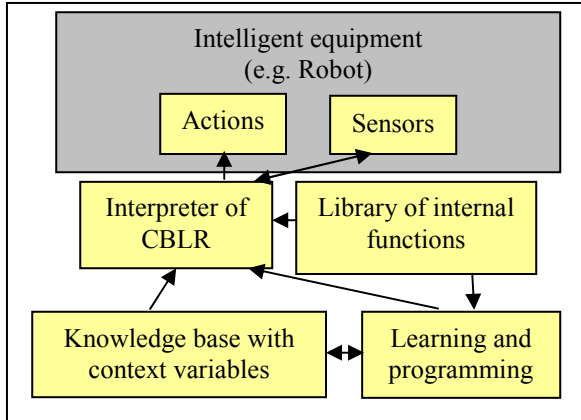 Intelligent equipment
(e.g. Robot)
Actions
Sensors
Interpreter of
CBLR
Library of internal
functions
Knowledge base with
context variables
Learning and
programming